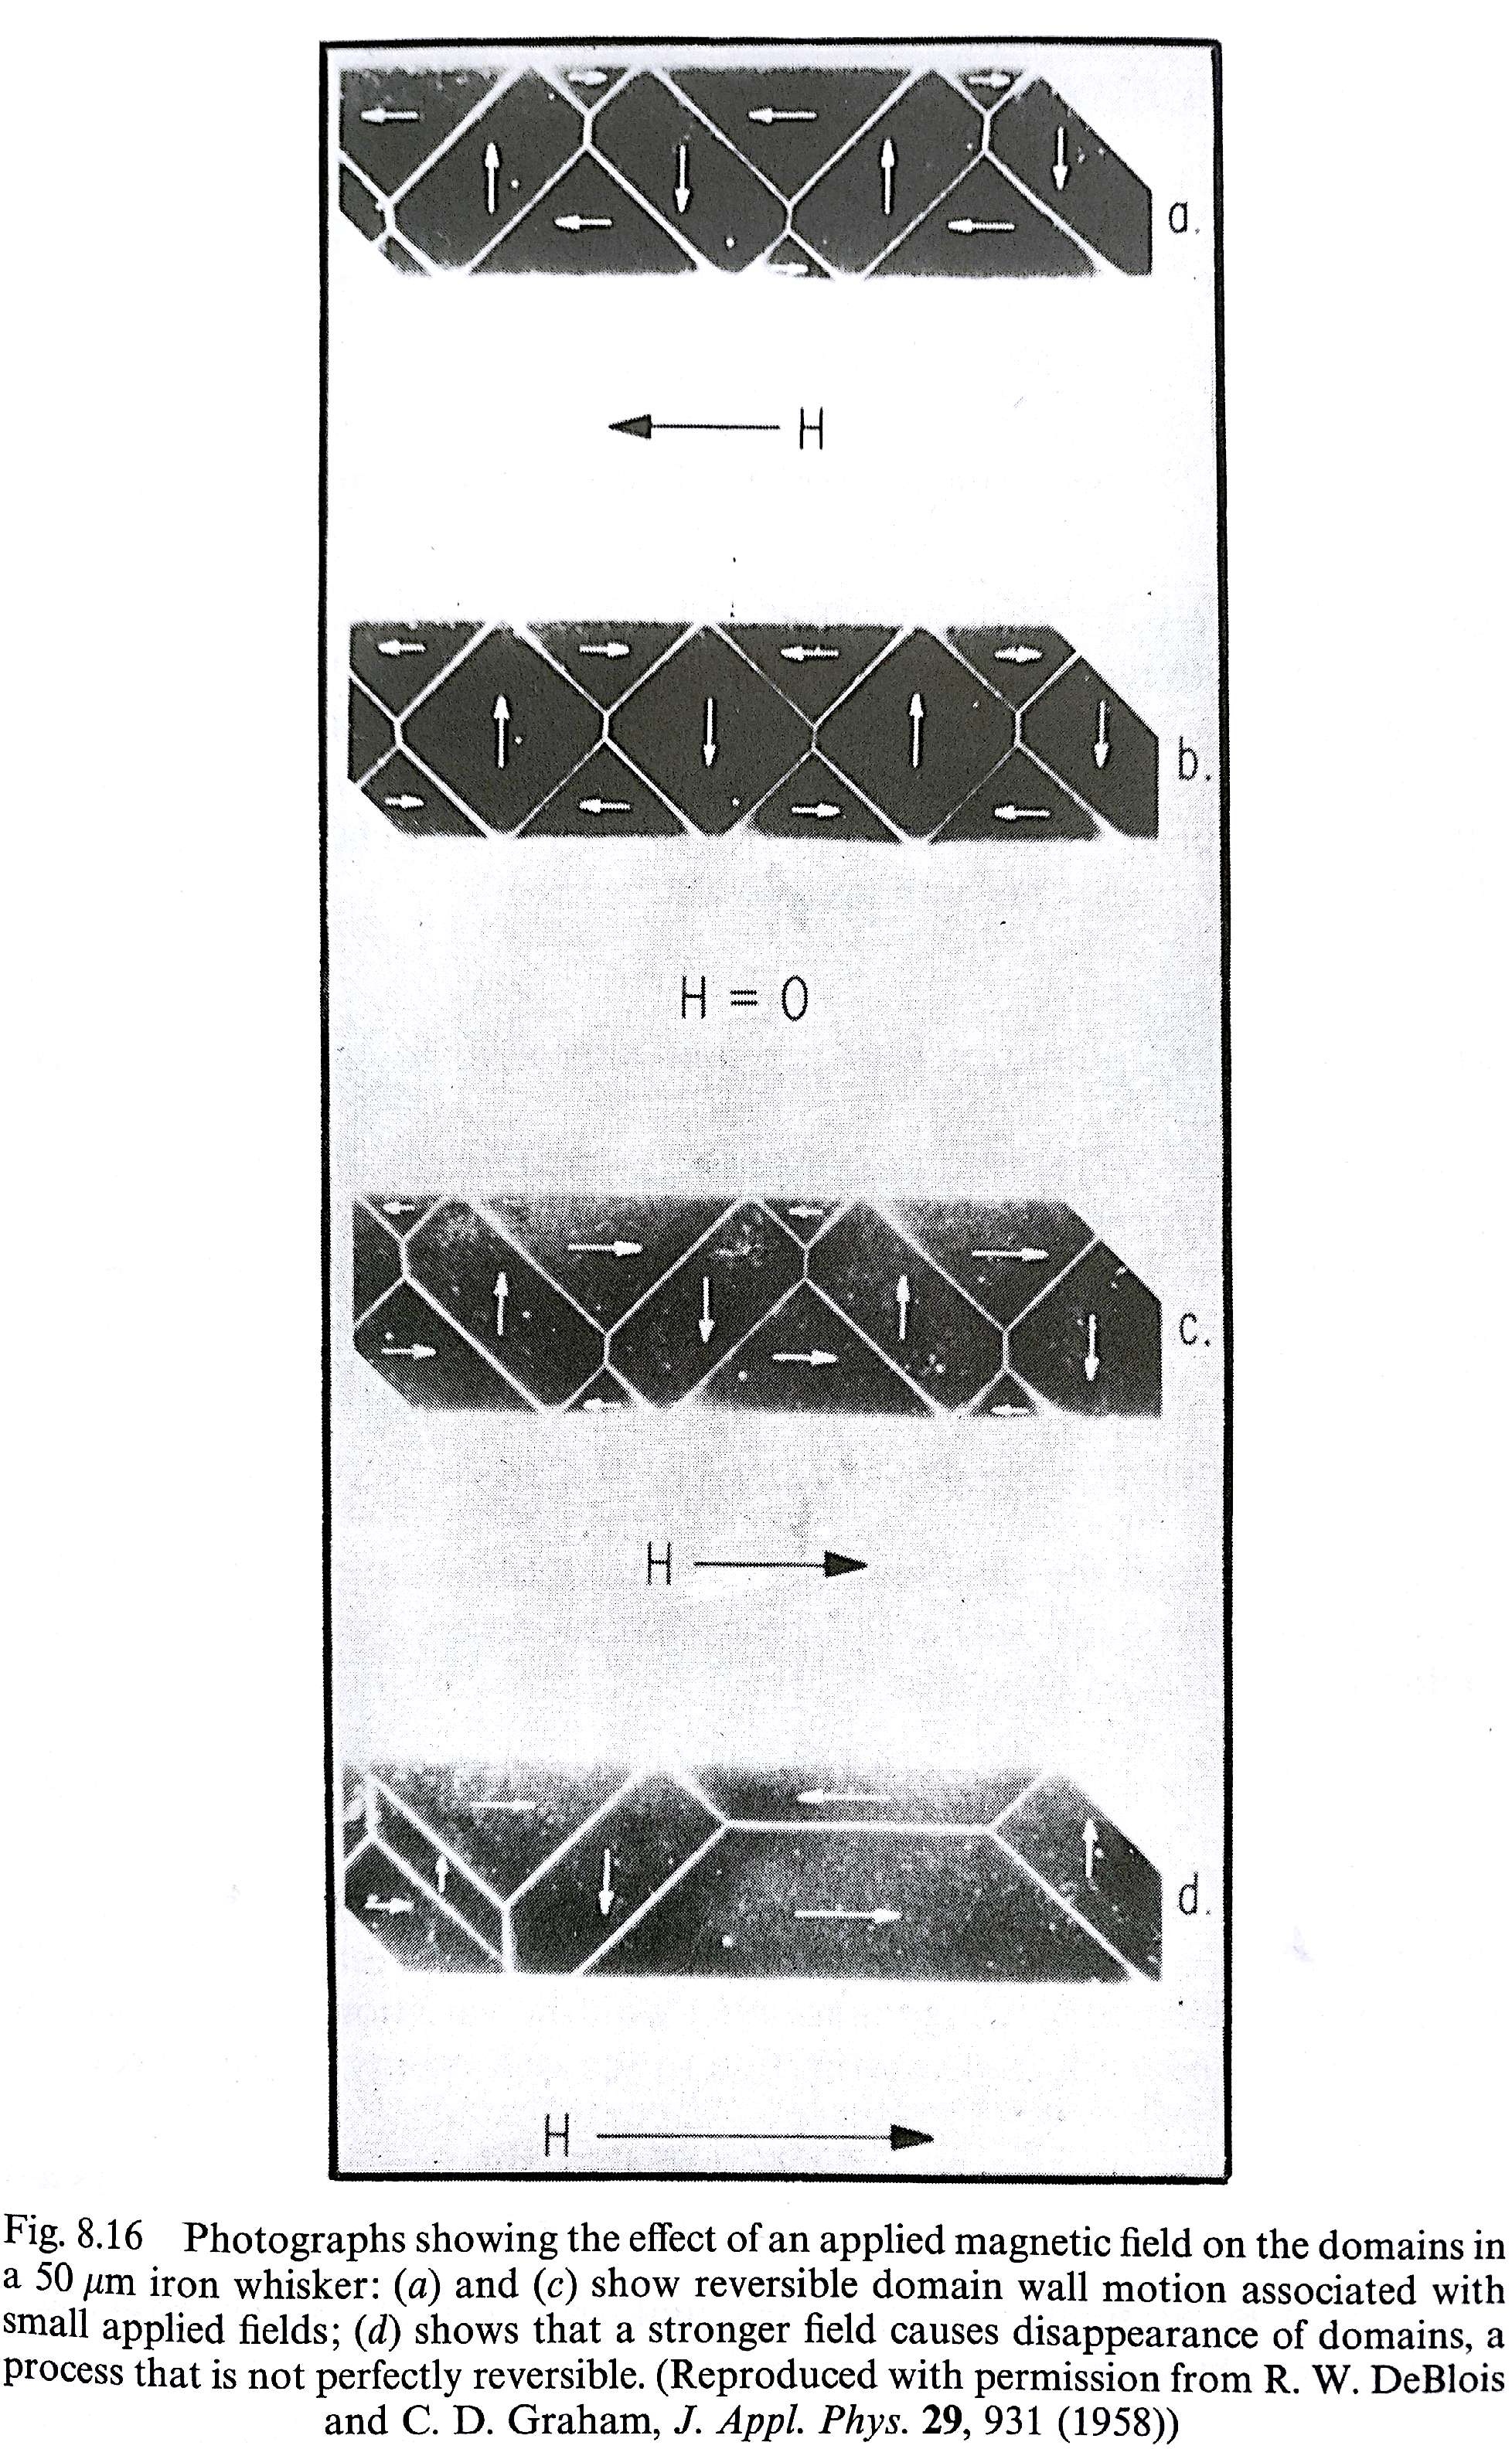 a.
H
b.
H = 0
c.
H
d.
H
Fig. 8.16 Photographs showing the effect of an applied magnetic field on the domains in
a 50 μm iron whisker: (a) and (c) show reversible domain wall motion associated with
small applied fields; (d) shows that a stronger field causes disappearance of domains, a
process that is not perfectly reversible. (Reproduced with permission from R. W. DeBlois
and C. D. Graham, J. Appl. Phys. 29, 931 (1958))